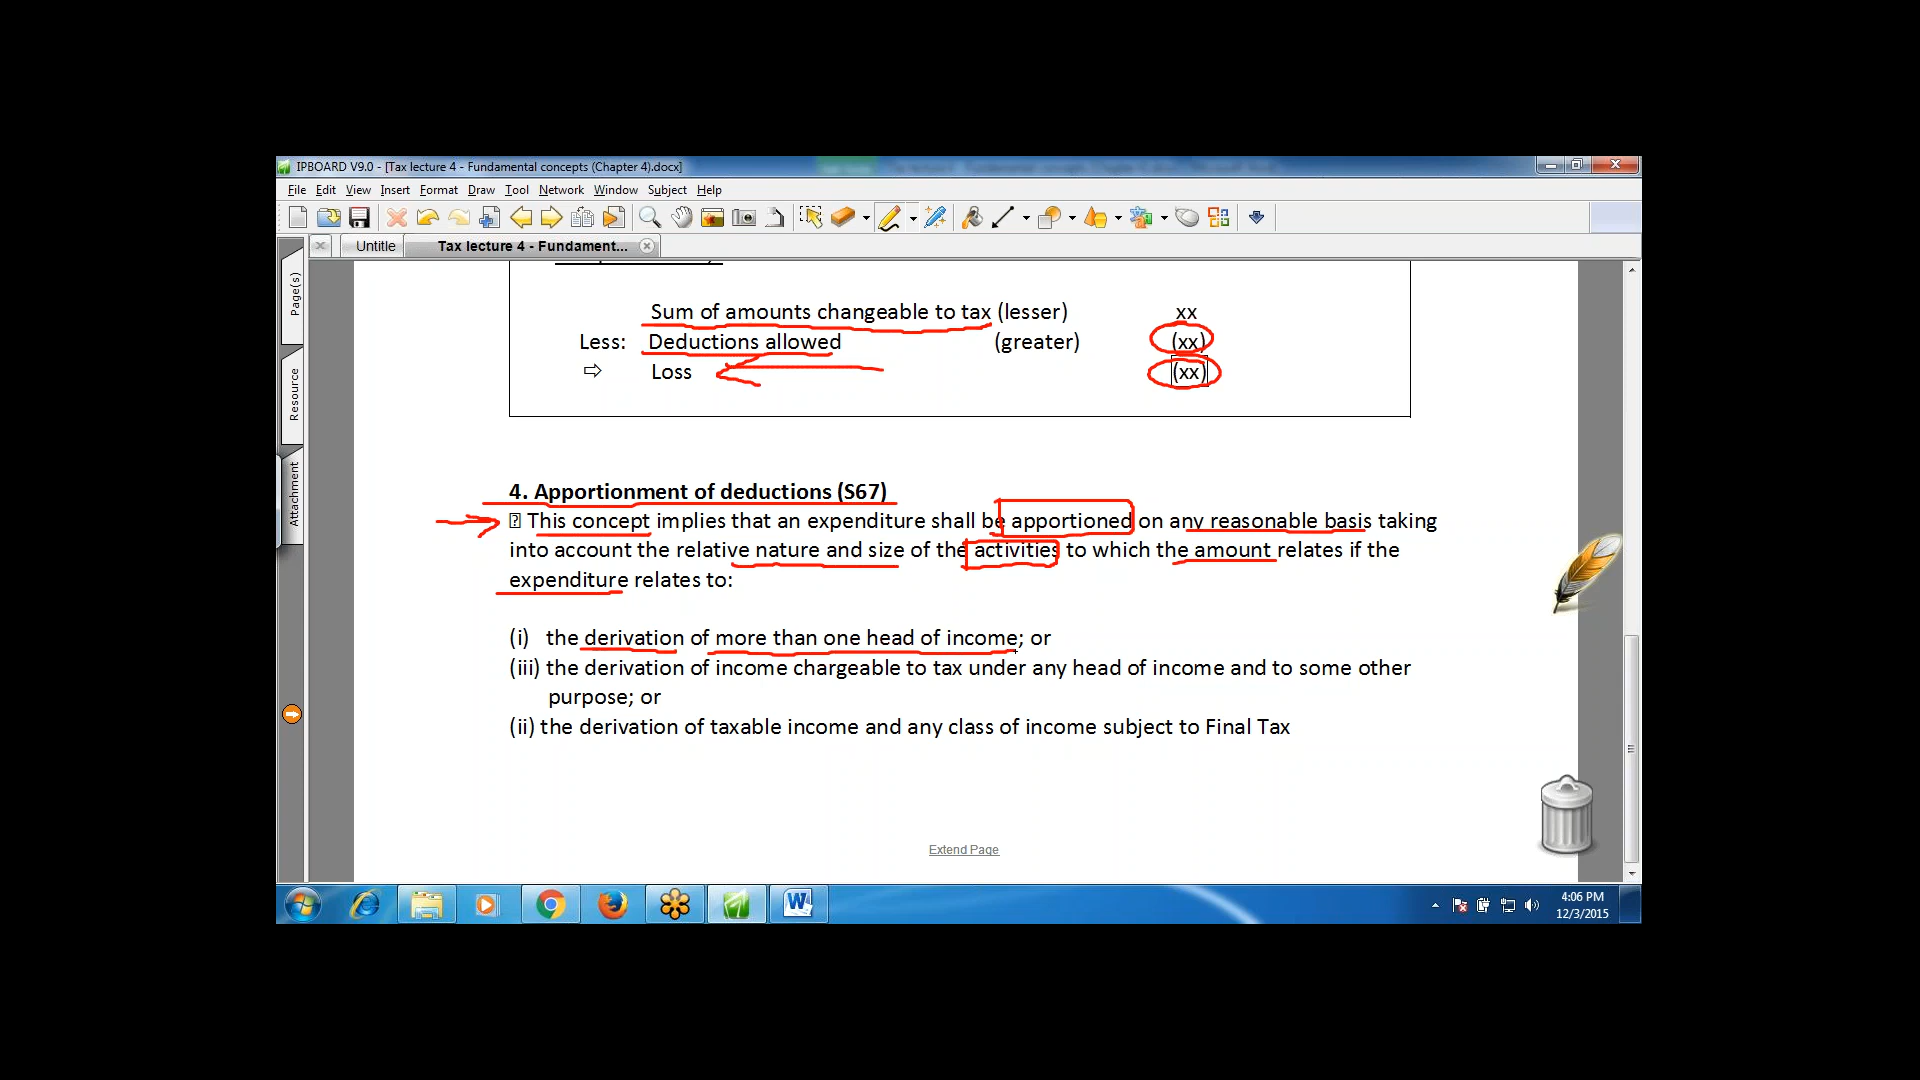 IPBOARD V9.0 - [Tax lecture 4 - Fundamental concepts (Chapter 4).docx]
File Edit View Insert Format Draw Tool Network Window Subject Help
Untitle Tax lecture 4 - Fundament...
Page(s)
Resource
Attachment
Sum of amounts changeable to tax (lesser) xx
Less: Deductions allowed (greater) (xx)
⇨ Loss (xx)
4. Apportionment of deductions (S67)
This concept implies that an expenditure shall be apportioned on any reasonable basis taking
into account the relative nature and size of the activities to which the amount relates if the
expenditure relates to:
(i) the derivation of more than one head of income; or
(iii) the derivation of income chargeable to tax under any head of income and to some other
purpose; or
(ii) the derivation of taxable income and any class of income subject to Final Tax
Extend Page
4:06 PM
12/3/2015